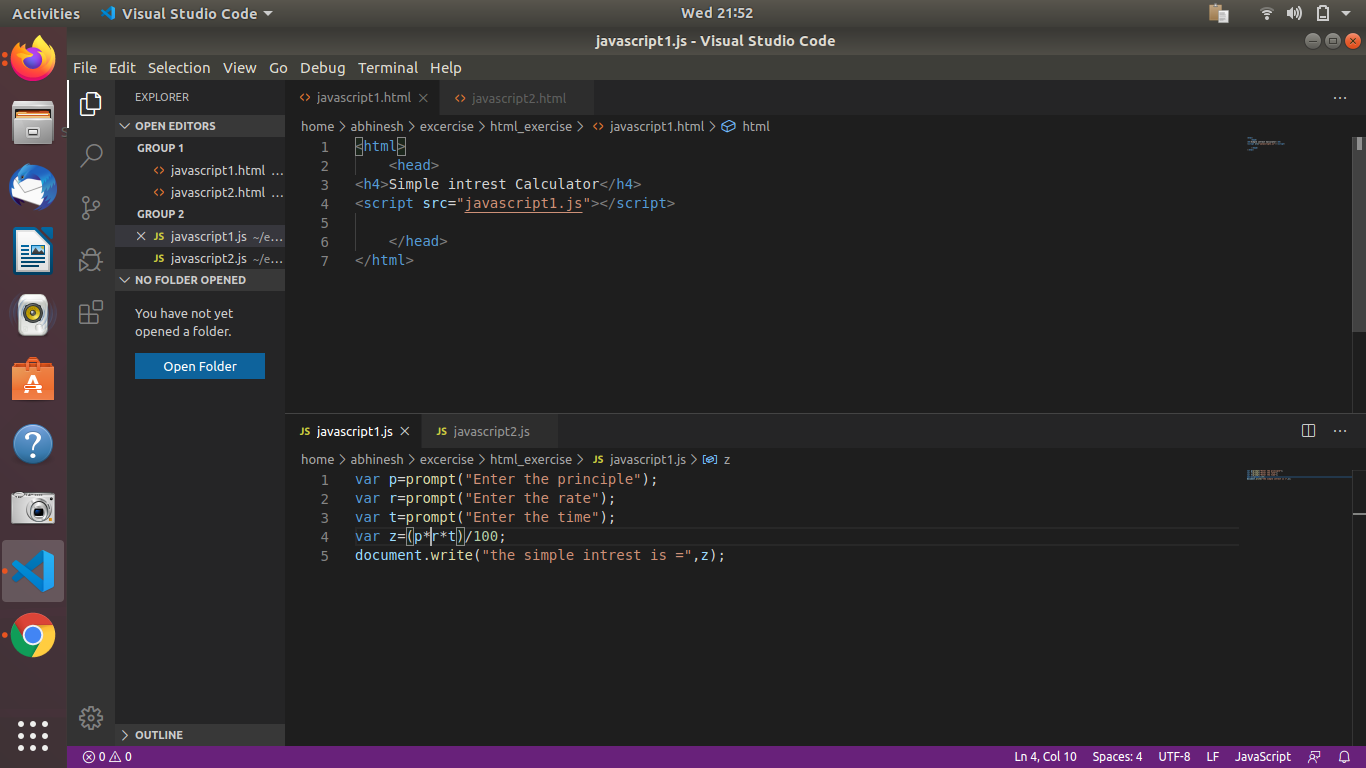 Activities Visual Studio Code Wed 21:52
javascript1.js - Visual Studio Code
File Edit Selection View Go Debug Terminal Help
EXPLORER
OPEN EDITORS
GROUP 1
javascript1.html ...
javascript2.html ...
GROUP 2
JS javascript1.js ~/e...
JS javascript2.js ~/e...
NO FOLDER OPENED
You have not yet
opened a folder.
Open Folder
OUTLINE
javascript1.html javascript2.html
home > abhinesh > excercise > html_exercise > javascript1.html > html
1 <html>
2 <head>
3 <h4>Simple intrest Calculator</h4>
4 <script src="javascript1.js"></script>
5
6 </head>
7 </html>
JS javascript1.js JS javascript2.js
home > abhinesh > excercise > html_exercise > JS javascript1.js > z
1 var p=prompt("Enter the principle");
2 var r=prompt("Enter the rate");
3 var t=prompt("Enter the time");
4 var z=(p*r*t)/100;
5 document.write("the simple intrest is =",z);
0 0 Ln 4, Col 10 Spaces: 4 UTF-8 LF JavaScript